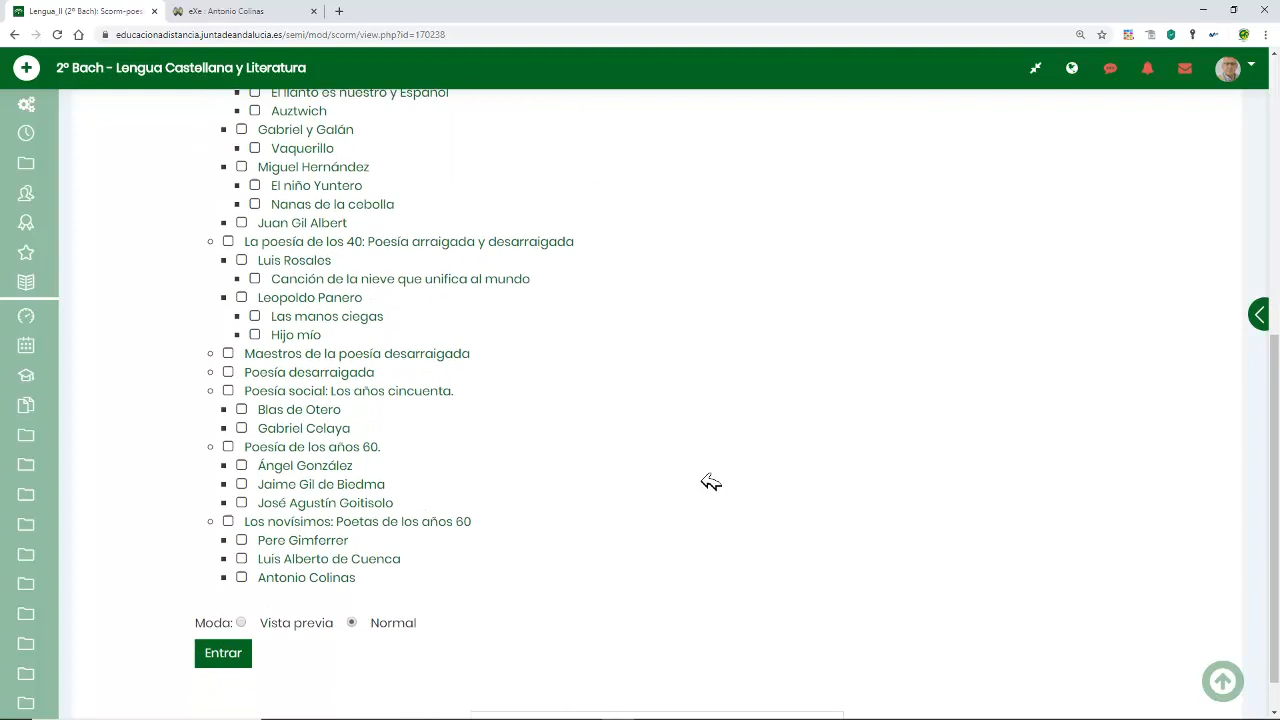 Lengua_II (2º Bach): Scorm-poes
eXe : Antonio Colinas
educacionadistancia.juntadeandalucia.es/semi/mod/scorm/view.php?id=170238
2º Bach - Lengua Castellana y Literatura
El llanto es nuestro y Español
Auztwich
Gabriel y Galán
Vaquerillo
Miguel Hernández
El niño Yuntero
Nanas de la cebolla
Juan Gil Albert
La poesía de los 40: Poesía arraigada y desarraigada
Luis Rosales
Canción de la nieve que unifica al mundo
Leopoldo Panero
Las manos ciegas
Hijo mío
Maestros de la poesía desarraigada
Poesía desarraigada
Poesía social: Los años cincuenta.
Blas de Otero
Gabriel Celaya
Poesía de los años 60.
Ángel González
Jaime Gil de Biedma
José Agustín Goitisolo
Los novísimos: Poetas de los años 60
Pere Gimferrer
Luis Alberto de Cuenca
Antonio Colinas
Moda: Vista previa Normal
Entrar